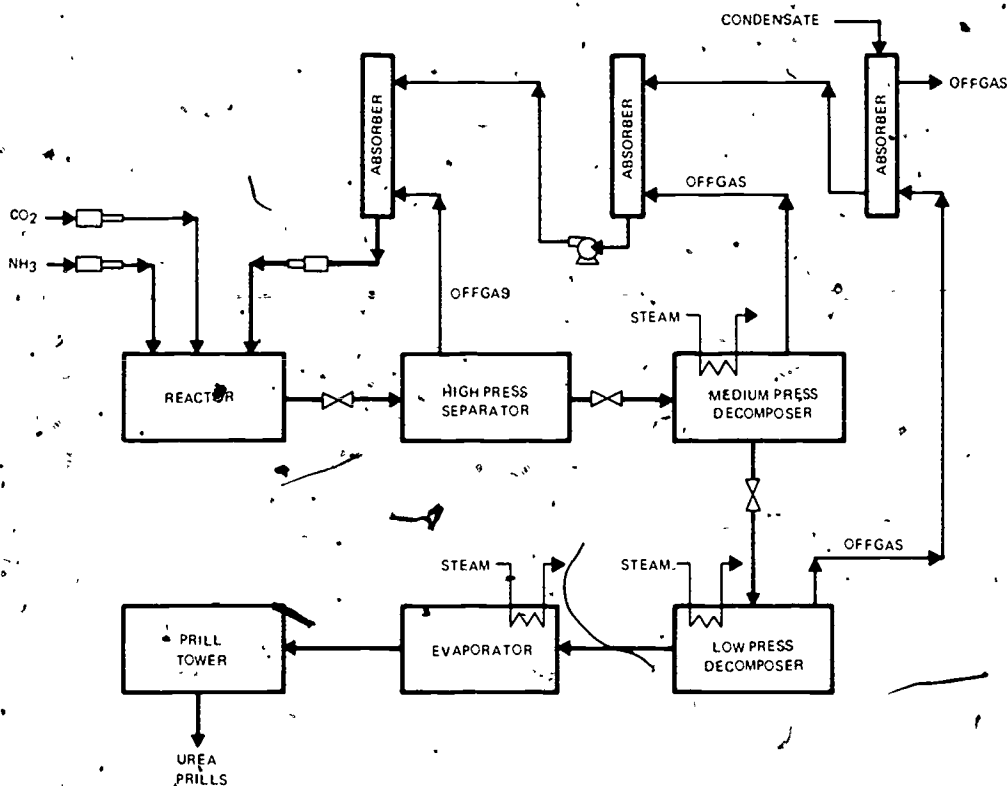 CONDENSATE
OFFGAS
ABSORBER
ABSORBER
ABSORBER
OFFGAS
CO2
NH3
OFFGAS
STEAM
REACTOR
HIGH PRESS
SEPARATOR
MEDIUM PRESS
DECOMPOSER
OFFGAS
STEAM
STEAM
PRILL
TOWER
EVAPORATOR
LOW PRESS
DECOMPOSER
UREA
PRILLS